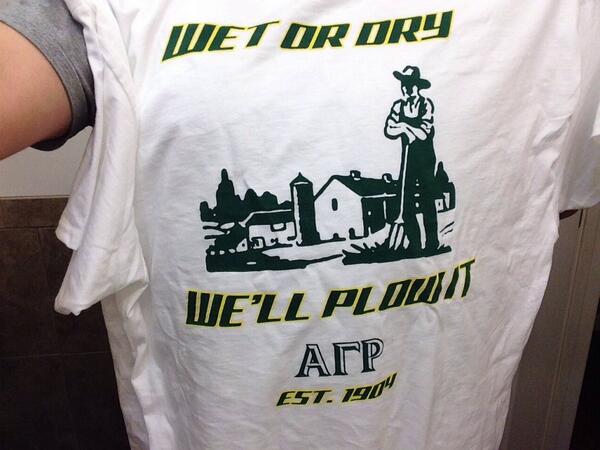 WET OR DRY
WE'LL PLOW IT
ΑΓΡ
EST. 1904